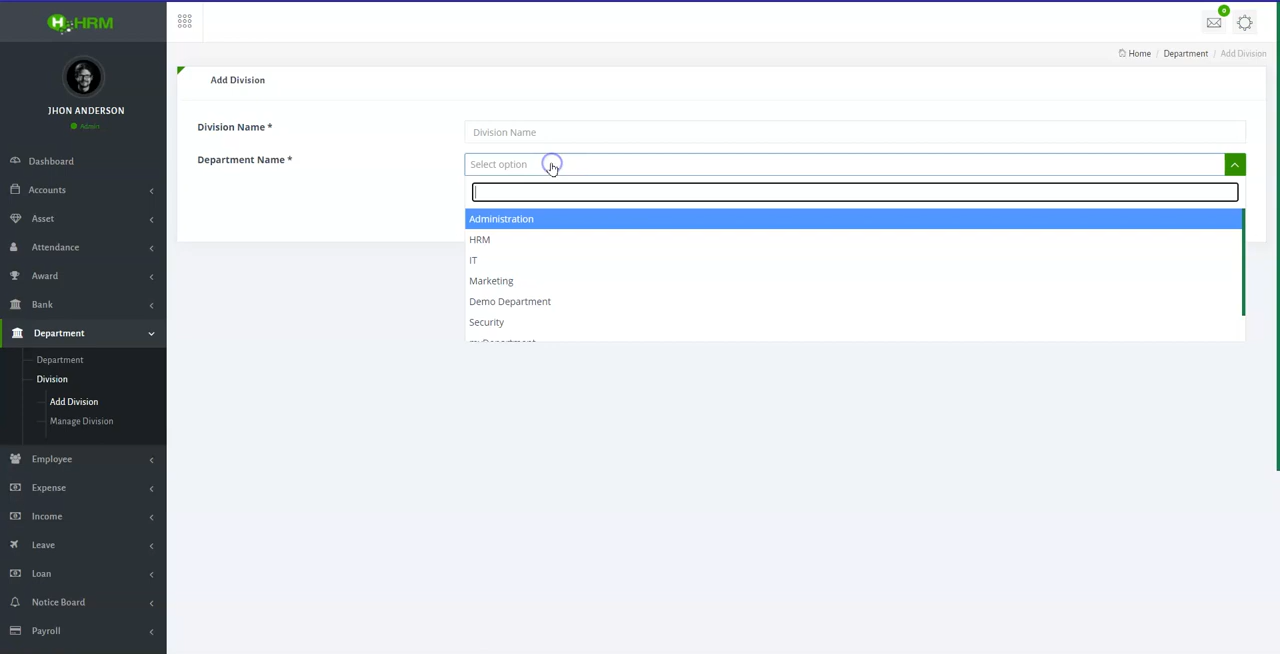 HRM
0
Home / Department / Add Division
JHON ANDERSON
Admin
Dashboard
Accounts
Asset
Attendance
Award
Bank
Department
Department
Division
Add Division
Manage Division
Employee
Expense
Income
Leave
Loan
Notice Board
Payroll
Add Division
Division Name *
Division Name
Department Name *
Select option
Administration
HRM
IT
Marketing
Demo Department
Security